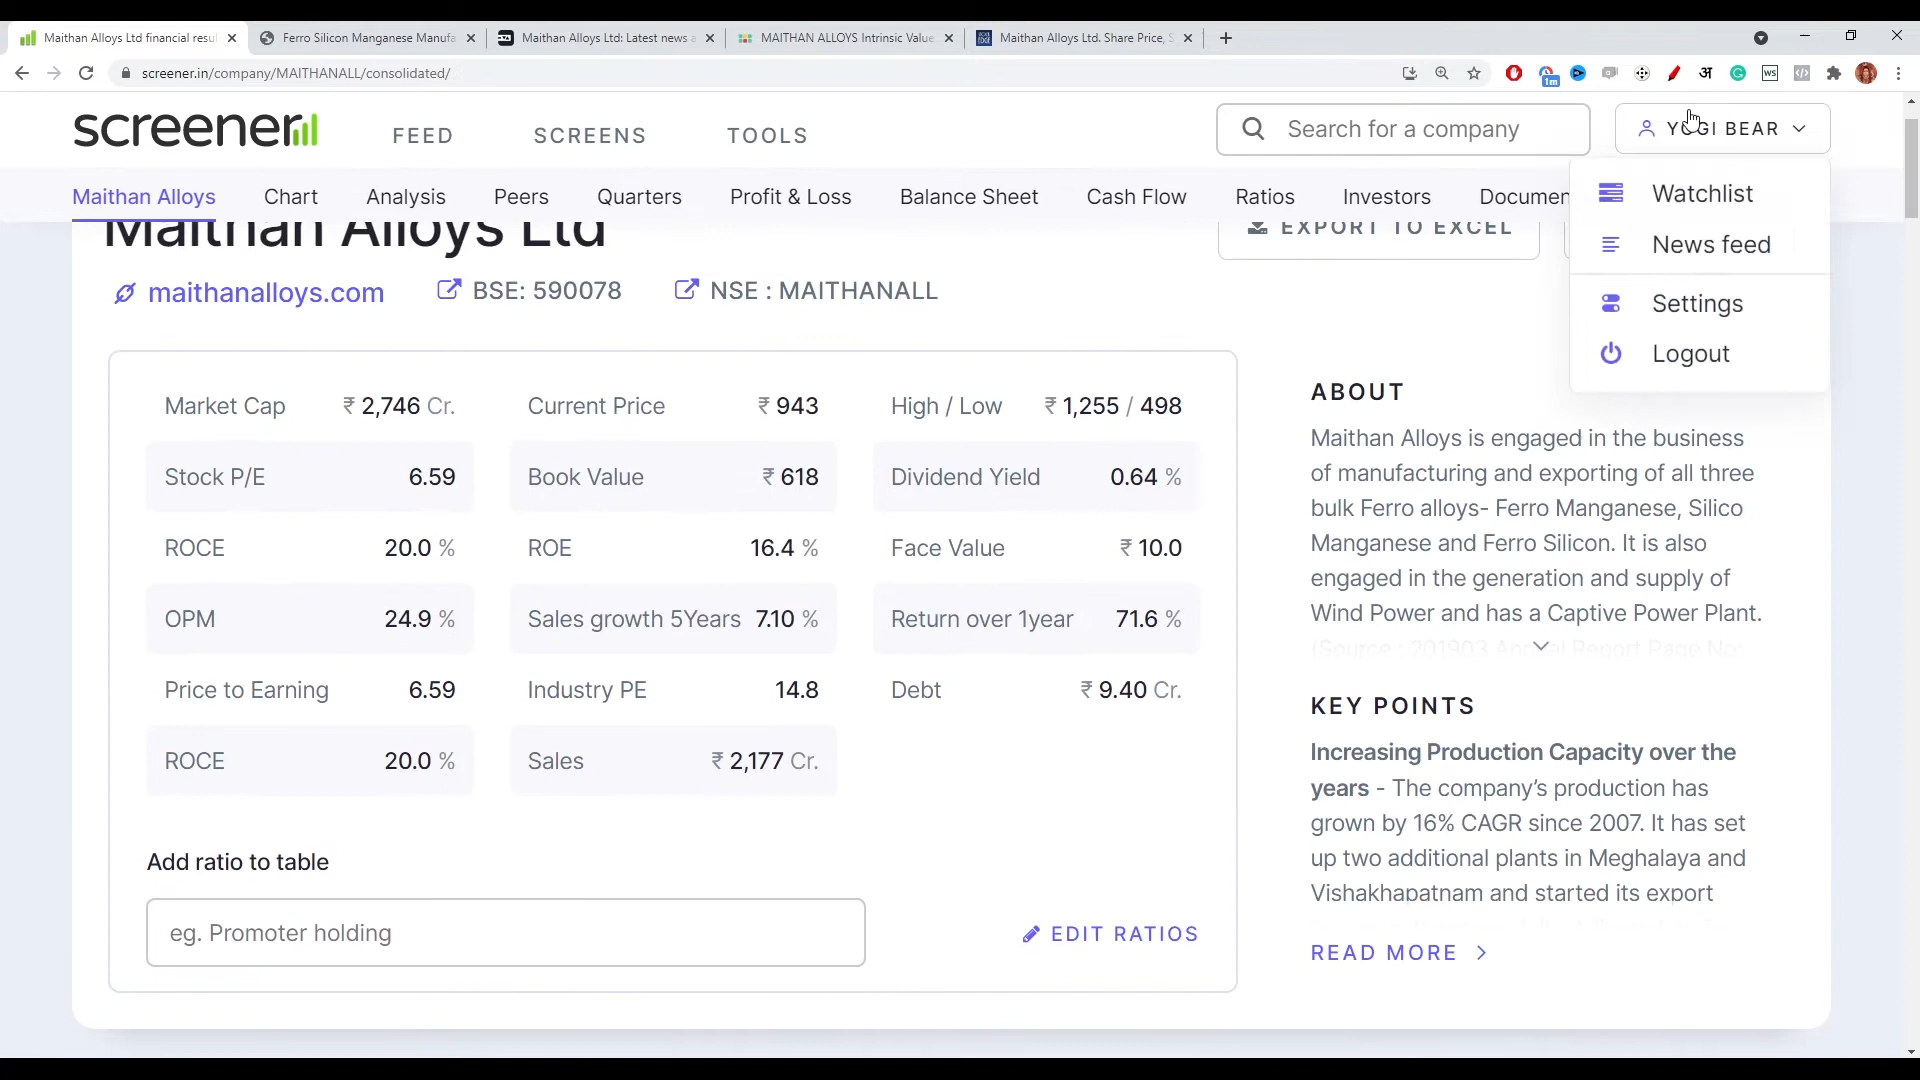 Maithan Alloys Ltd financial resul
Ferro Silicon Manganese Manufa
Maithan Alloys Ltd: Latest news a
MAITHAN ALLOYS Intrinsic Value
Maithan Alloys Ltd. Share Price, S
screener.in/company/MAITHANALL/consolidated/
1m
अ
WS
screener
FEED
SCREENS
TOOLS
Search for a company
YOGI BEAR
Maithan Alloys
Chart
Analysis
Peers
Quarters
Profit & Loss
Balance Sheet
Cash Flow
Ratios
Investors
Documen
Watchlist
News feed
Settings
Logout
Maithan Alloys Ltd
EXPORT TO EXCEL
maithanalloys.com
BSE: 590078
NSE : MAITHANALL
Market Cap ₹ 2,746 Cr.
Current Price ₹ 943
High / Low ₹ 1,255 / 498
Stock P/E 6.59
Book Value ₹ 618
Dividend Yield 0.64 %
ROCE 20.0 %
ROE 16.4 %
Face Value ₹ 10.0
OPM 24.9 %
Sales growth 5Years 7.10 %
Return over 1year 71.6 %
Price to Earning 6.59
Industry PE 14.8
Debt ₹ 9.40 Cr.
ROCE 20.0 %
Sales ₹ 2,177 Cr.
Add ratio to table
eg. Promoter holding
EDIT RATIOS
ABOUT
Maithan Alloys is engaged in the business
of manufacturing and exporting of all three
bulk Ferro alloys- Ferro Manganese, Silico
Manganese and Ferro Silicon. It is also
engaged in the generation and supply of
Wind Power and has a Captive Power Plant.
(Source : 201903 Annual Report Page No:
KEY POINTS
Increasing Production Capacity over the
years - The company's production has
grown by 16% CAGR since 2007. It has set
up two additional plants in Meghalaya and
Vishakhapatnam and started its export
READ MORE